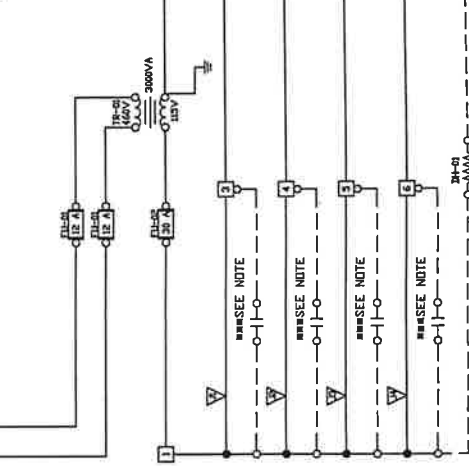 3000VA
TR-01
460V
115V
FU-01
12 A
FU-01
12 A
FU-02
30 A
3
4
5
6
DH-01
***SEE NOTE
***SEE NOTE
***SEE NOTE
***SEE NOTE
1